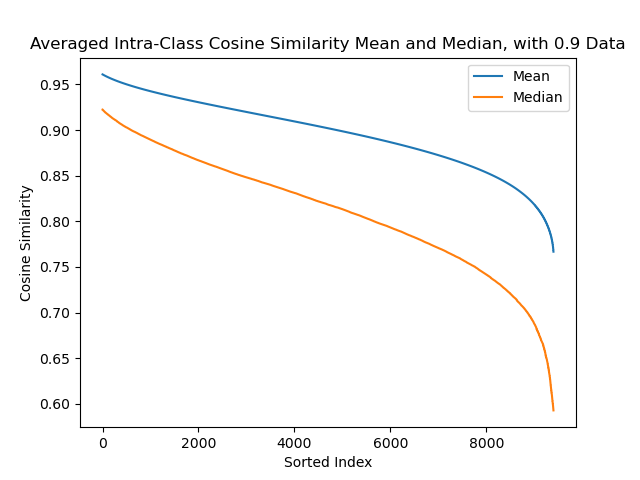 Averaged Intra-Class Cosine Similarity Mean and Median, with 0.9 Data
Mean
Median
Cosine Similarity
0.95
0.90
0.85
0.80
0.75
0.70
0.65
0.60
0 2000 4000 6000 8000
Sorted Index